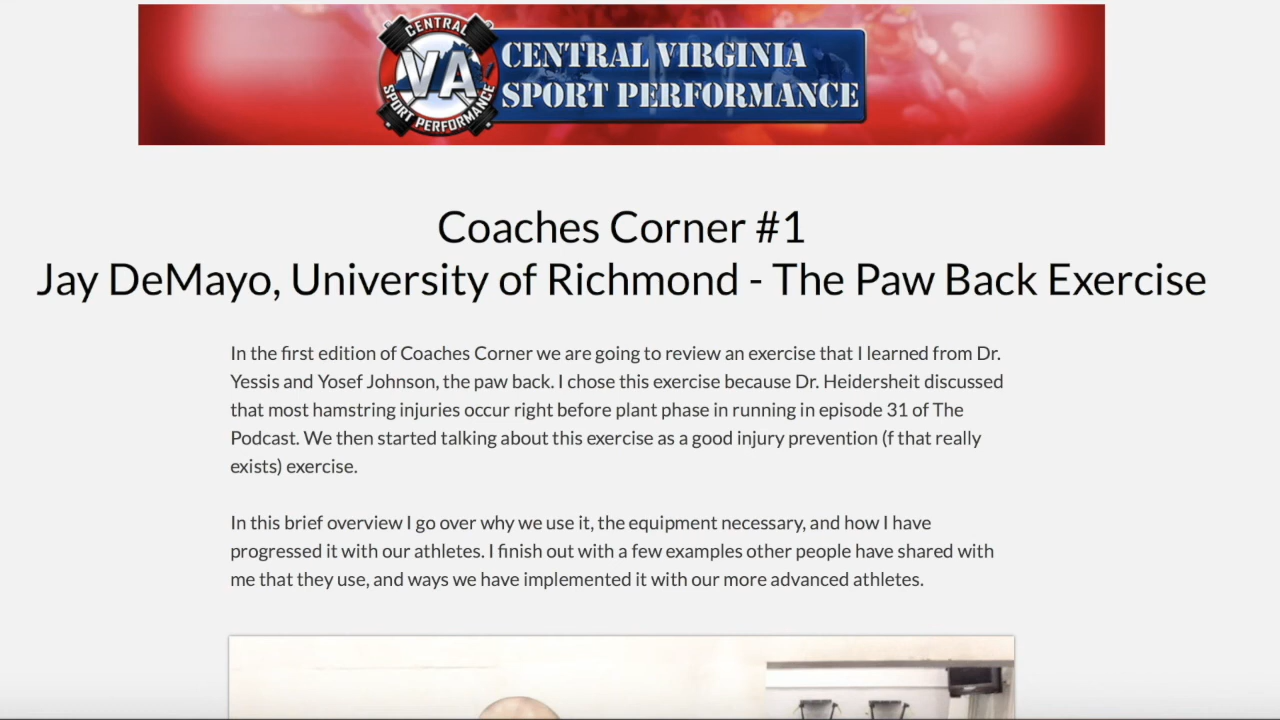 CENTRAL
VA
SPORT PERFORMANCE
CENTRAL VIRGINIA
SPORT PERFORMANCE
Coaches Corner #1
Jay DeMayo, University of Richmond - The Paw Back Exercise
In the first edition of Coaches Corner we are going to review an exercise that I learned from Dr.
Yessis and Yosef Johnson, the paw back. I chose this exercise because Dr. Heidersheit discussed
that most hamstring injuries occur right before plant phase in running in episode 31 of The
Podcast. We then started talking about this exercise as a good injury prevention (f that really
exists) exercise.
In this brief overview I go over why we use it, the equipment necessary, and how I have
progressed it with our athletes. I finish out with a few examples other people have shared with
me that they use, and ways we have implemented it with our more advanced athletes.